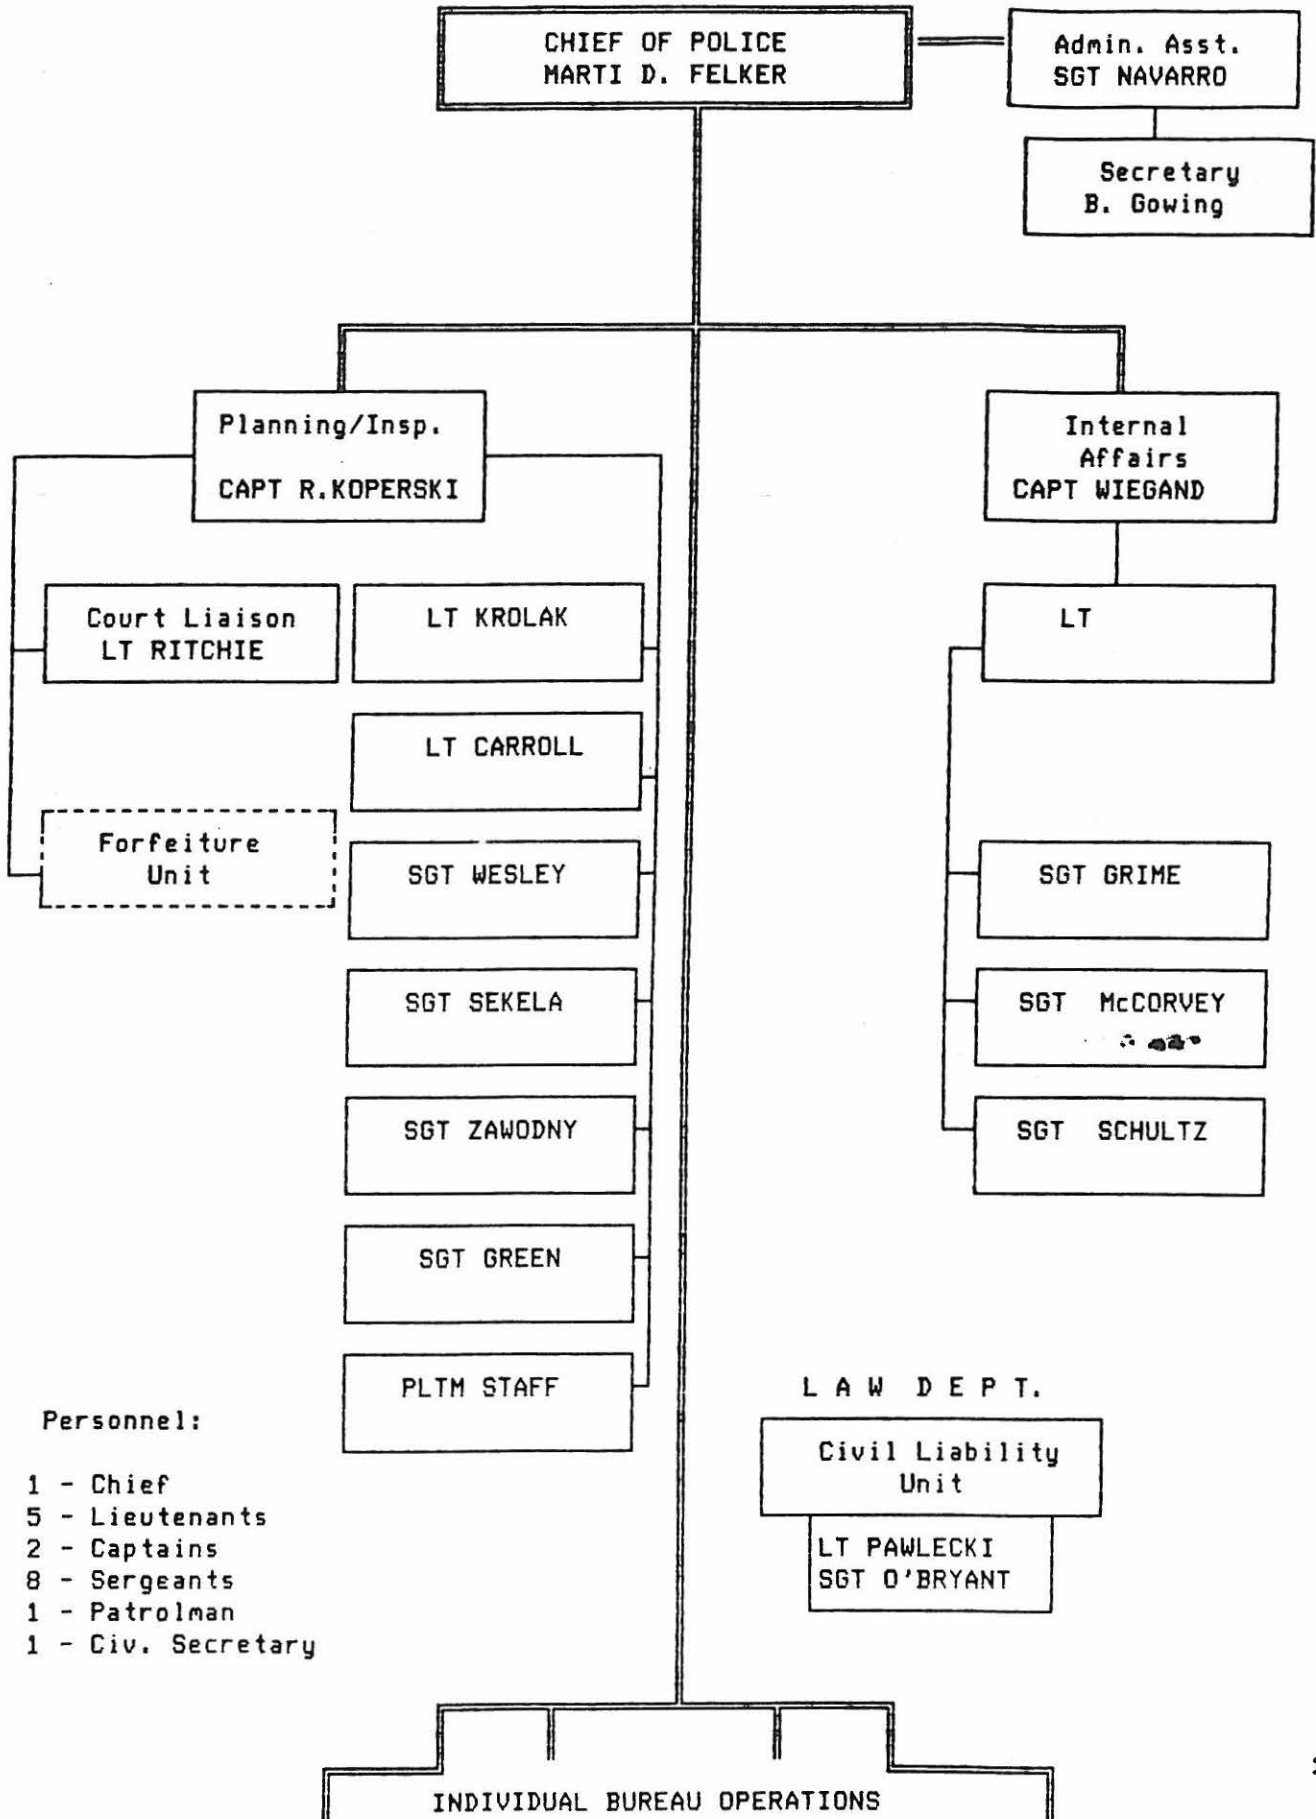 CHIEF OF POLICE
MARTI D. FELKER
Admin. Asst.
SGT NAVARRO
Secretary
B. Gowing
Planning/Insp.
CAPT R.KOPERSKI
Internal
Affairs
CAPT WIEGAND
Court Liaison
LT RITCHIE
LT KROLAK
LT
LT CARROLL
Forfeiture
Unit
SGT WESLEY
SGT GRIME
SGT SEKELA
SGT McCORVEY
SGT ZAWODNY
SGT SCHULTZ
SGT GREEN
PLTM STAFF
LAW DEPT.
Civil Liability
Unit
LT PAWLECKI
SGT O'BRYANT
Personnel:
1 - Chief
5 - Lieutenants
2 - Captains
8 - Sergeants
1 - Patrolman
1 - Civ. Secretary
INDIVIDUAL BUREAU OPERATIONS